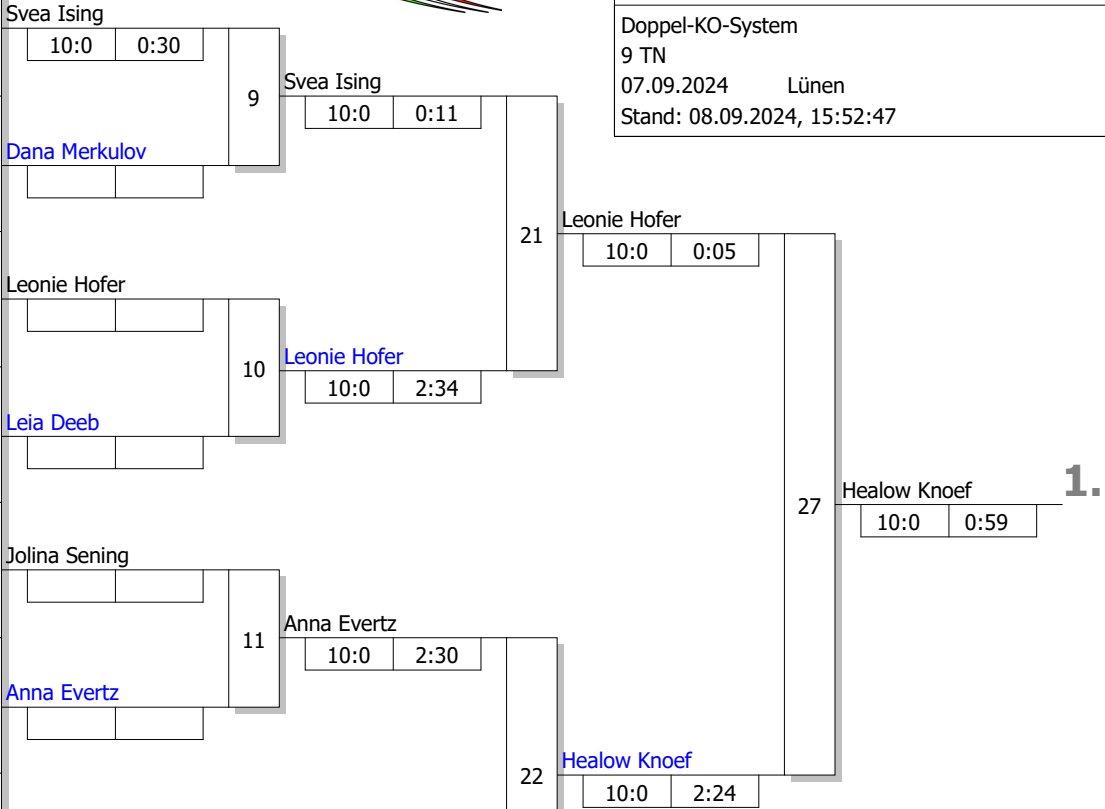 Svea Ising
10:0 0:30
9
Dana Merkulov
Svea Ising
10:0 0:11
Doppel-KO-System
9 TN
07.09.2024 Lünen
Stand: 08.09.2024, 15:52:47
21
Leonie Hofer
10:0 0:05
Leonie Hofer
10
Leia Deeb
Leonie Hofer
10:0 2:34
27
Healow Knoef
10:0 0:59
1.
Jolina Sening
11
Anna Evertz
Anna Evertz
10:0 2:30
22
Healow Knoef
10:0 2:24